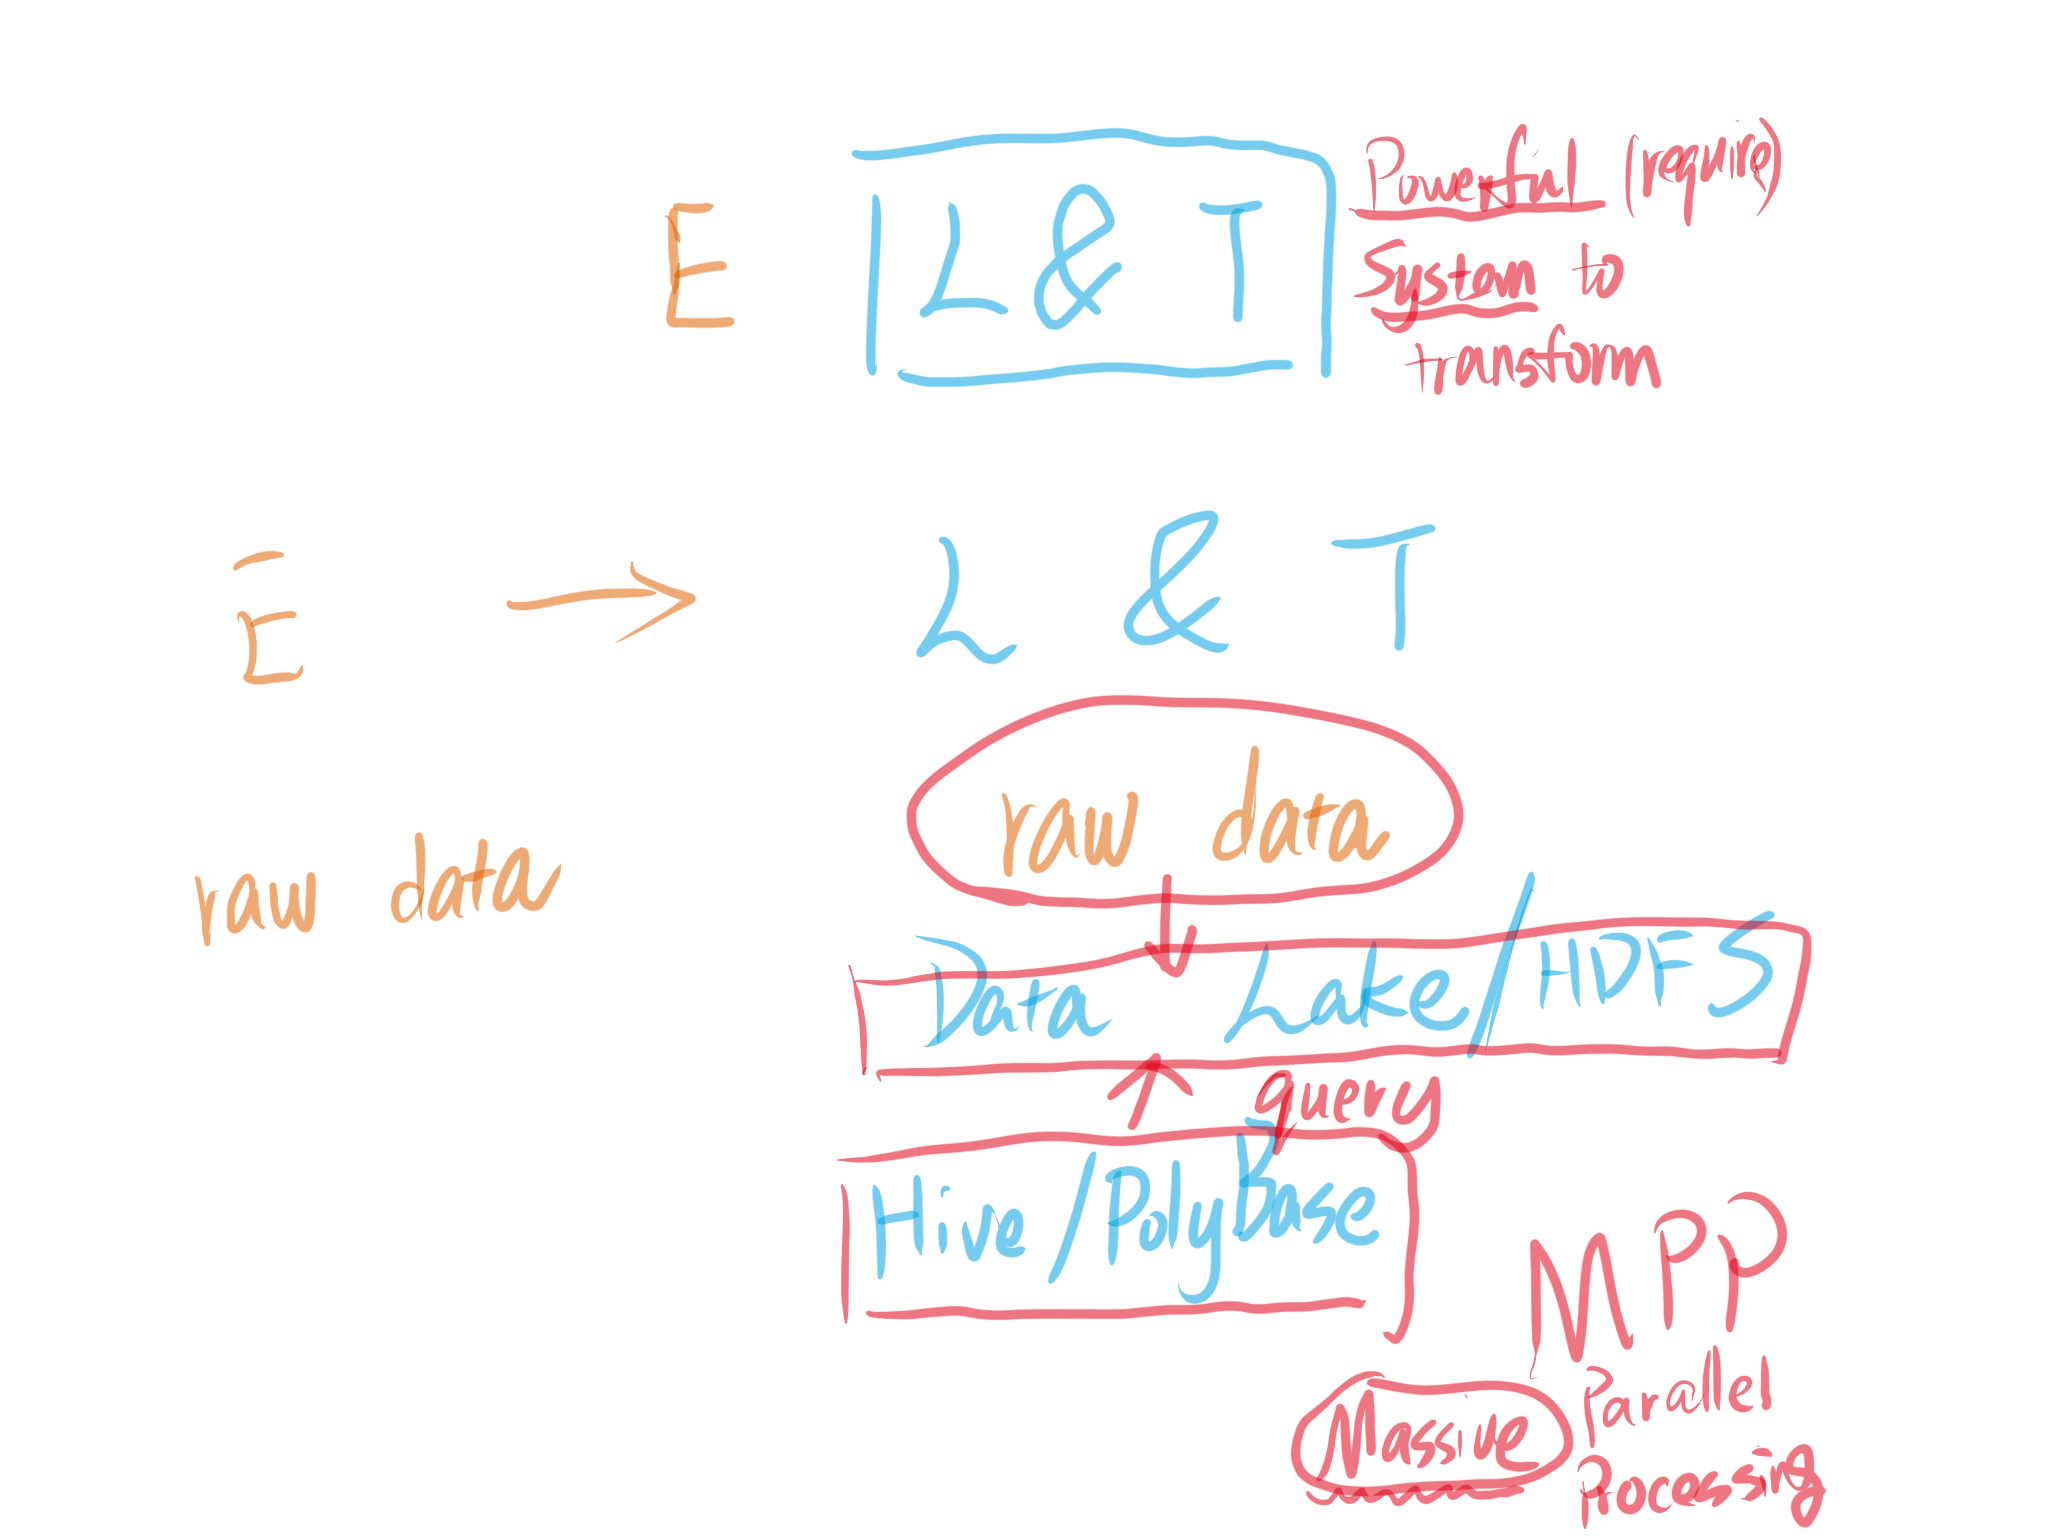 E L & T
Powerful (require)
System to
transform
E → L & T
raw data
raw data
Data Lake/HDFS
query
Hive/PolyBase
MPP
Massive Parallel
Processing